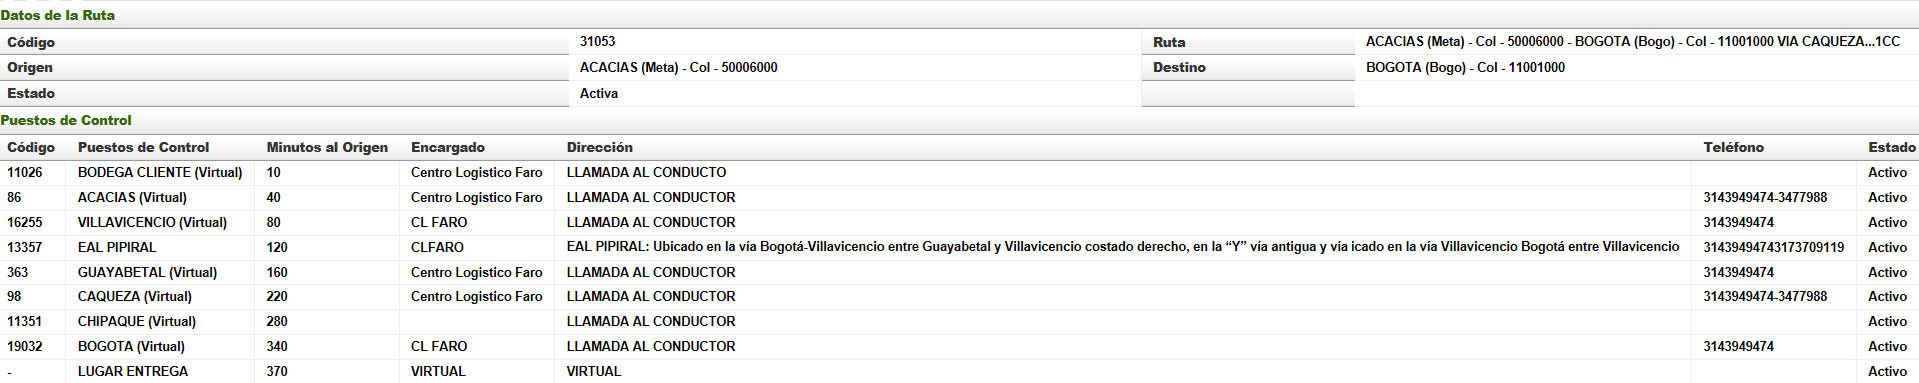 Datos de la Ruta
Código 31053 Ruta ACACIAS (Meta) - Col - 50006000 - BOGOTA (Bogo) - Col - 11001000 VIA CAQUEZA...1CC
Origen ACACIAS (Meta) - Col - 50006000 Destino BOGOTA (Bogo) - Col - 11001000
Estado Activa
Puestos de Control
Código Puestos de Control Minutos al Origen Encargado Dirección Teléfono Estado
11026 BODEGA CLIENTE (Virtual) 10 Centro Logistico Faro LLAMADA AL CONDUCTO Activo
86 ACACIAS (Virtual) 40 Centro Logistico Faro LLAMADA AL CONDUCTOR 3143949474-3477988 Activo
16255 VILLAVICENCIO (Virtual) 80 CL FARO LLAMADA AL CONDUCTOR 3143949474 Activo
13357 EAL PIPIRAL 120 CLFARO EAL PIPIRAL: Ubicado en la vía Bogotá-Villavicencio entre Guayabetal y Villavicencio costado derecho, en la “Y” vía antigua y vía icado en la vía Villavicencio Bogotá entre Villavicencio 31439494743173709119 Activo
363 GUAYABETAL (Virtual) 160 Centro Logistico Faro LLAMADA AL CONDUCTOR 3143949474 Activo
98 CAQUEZA (Virtual) 220 Centro Logistico Faro LLAMADA AL CONDUCTOR 3143949474-3477988 Activo
11351 CHIPAQUE (Virtual) 280 LLAMADA AL CONDUCTOR Activo
19032 BOGOTA (Virtual) 340 CL FARO LLAMADA AL CONDUCTOR 3143949474 Activo
- LUGAR ENTREGA 370 VIRTUAL VIRTUAL Activo